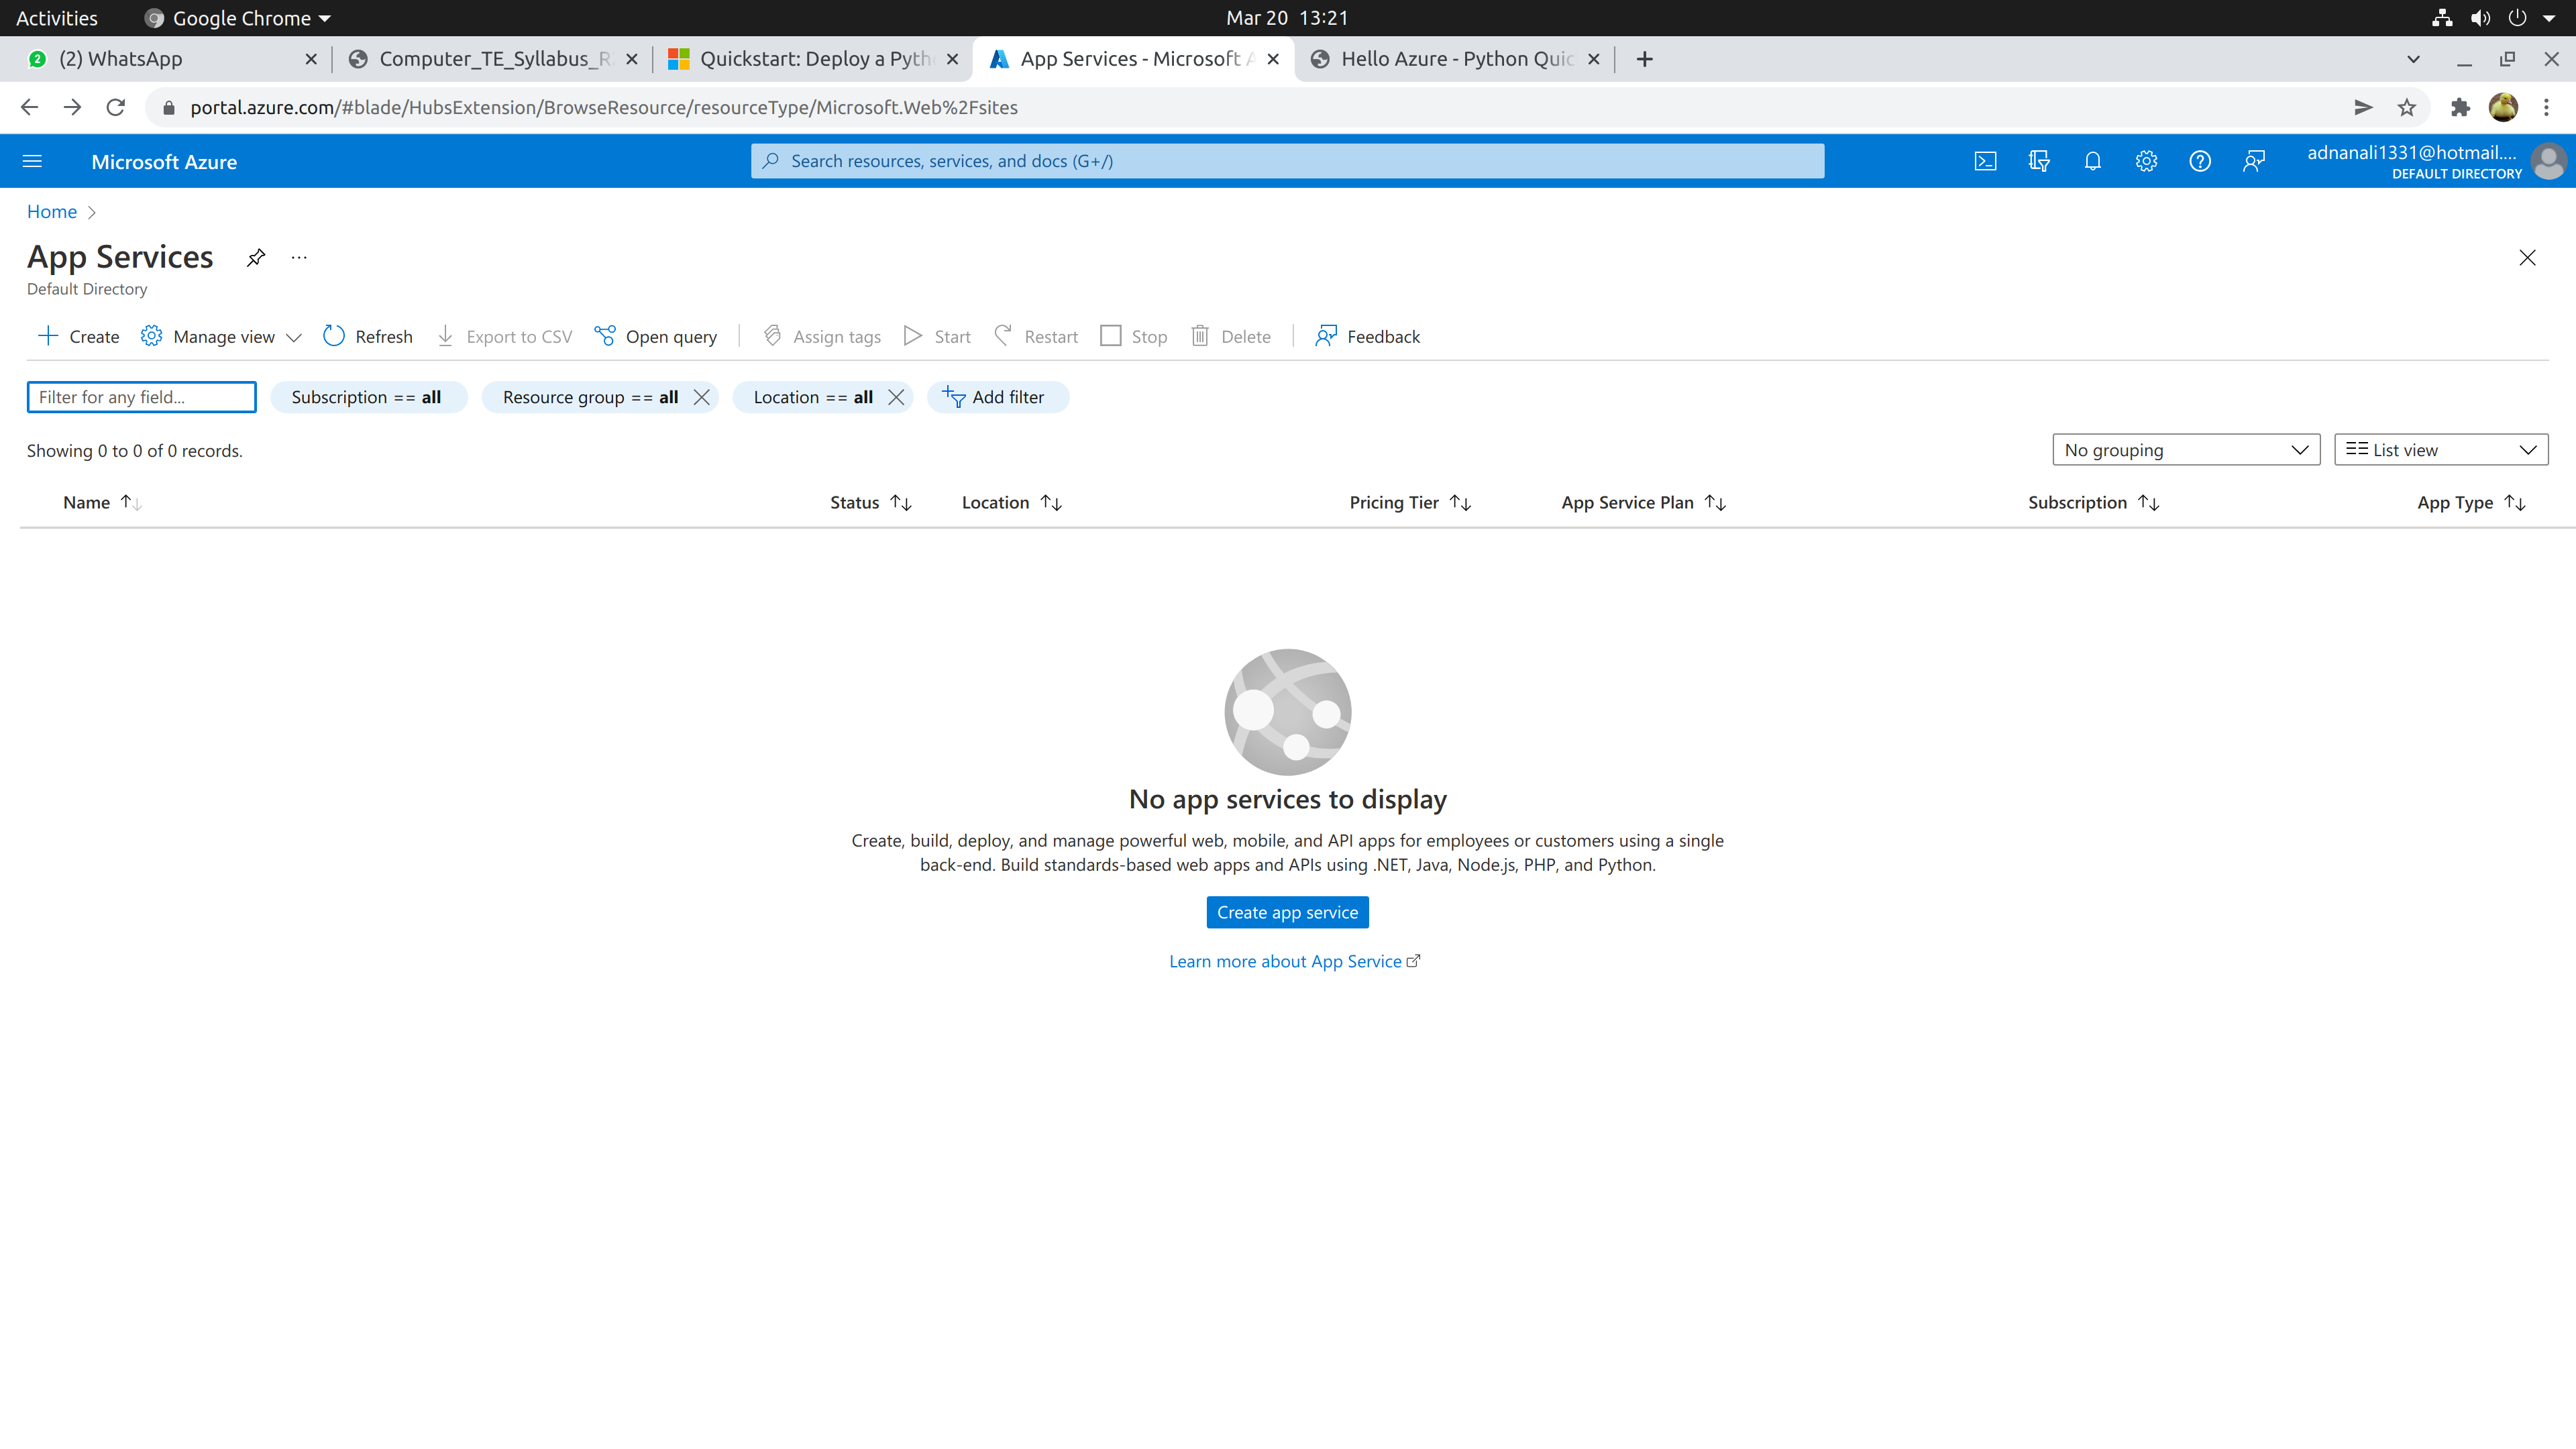 Activities Google Chrome Mar 20 13:21
2 (2) WhatsApp Computer_TE_Syllabus_R Quickstart: Deploy a Pyth App Services - Microsoft A Hello Azure - Python Quic
portal.azure.com/#blade/HubsExtension/BrowseResource/resourceType/Microsoft.Web%2Fsites
Microsoft Azure Search resources, services, and docs (G+/) adnanali1331@hotmail....
DEFAULT DIRECTORY
Home
App Services ...
Default Directory
Create Manage view Refresh Export to CSV Open query Assign tags Start Restart Stop Delete Feedback
Filter for any field... Subscription == all Resource group == all Location == all Add filter
Showing 0 to 0 of 0 records. No grouping List view
Name Status Location Pricing Tier App Service Plan Subscription App Type
No app services to display
Create, build, deploy, and manage powerful web, mobile, and API apps for employees or customers using a single
back-end. Build standards-based web apps and APIs using .NET, Java, Node.js, PHP, and Python.
Create app service
Learn more about App Service